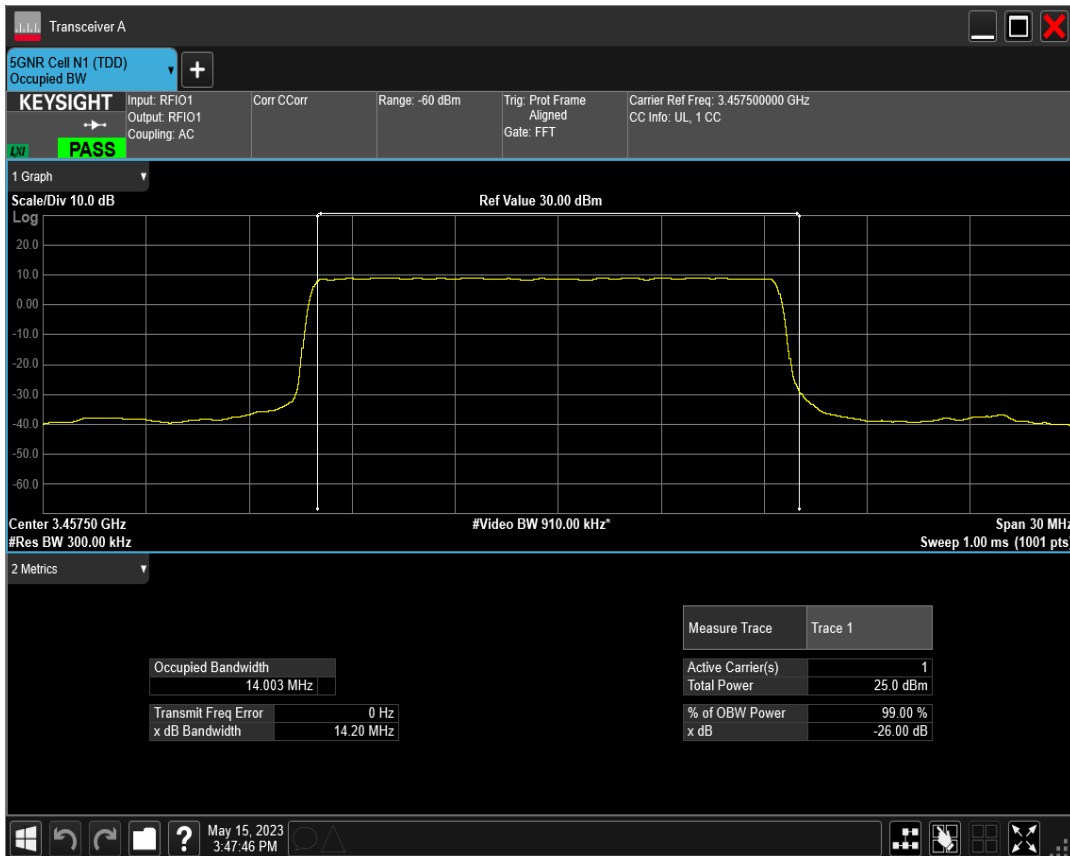 Transceiver A
5GNR Cell N1 (TDD)
Occupied BW
+
KEYSIGHT
LXI
PASS
Input: RFIO1
Output: RFIO1
Coupling: AC
Corr CCorr
Range: -60 dBm
Trig: Prot Frame
Aligned
Gate: FFT
Carrier Ref Freq: 3.457500000 GHz
CC Info: UL, 1 CC
1 Graph
Scale/Div 10.0 dB
Ref Value 30.00 dBm
Log
20.0
10.0
0.00
-10.0
-20.0
-30.0
-40.0
-50.0
-60.0
Center 3.45750 GHz
#Video BW 910.00 kHz*
Span 30 MHz
#Res BW 300.00 kHz
Sweep 1.00 ms (1001 pts)
2 Metrics
Measure Trace Trace 1
Occupied Bandwidth
14.003 MHz
Transmit Freq Error 0 Hz
x dB Bandwidth 14.20 MHz
Active Carrier(s) 1
Total Power 25.0 dBm
% of OBW Power 99.00 %
x dB -26.00 dB
?
May 15, 2023
3:47:46 PM